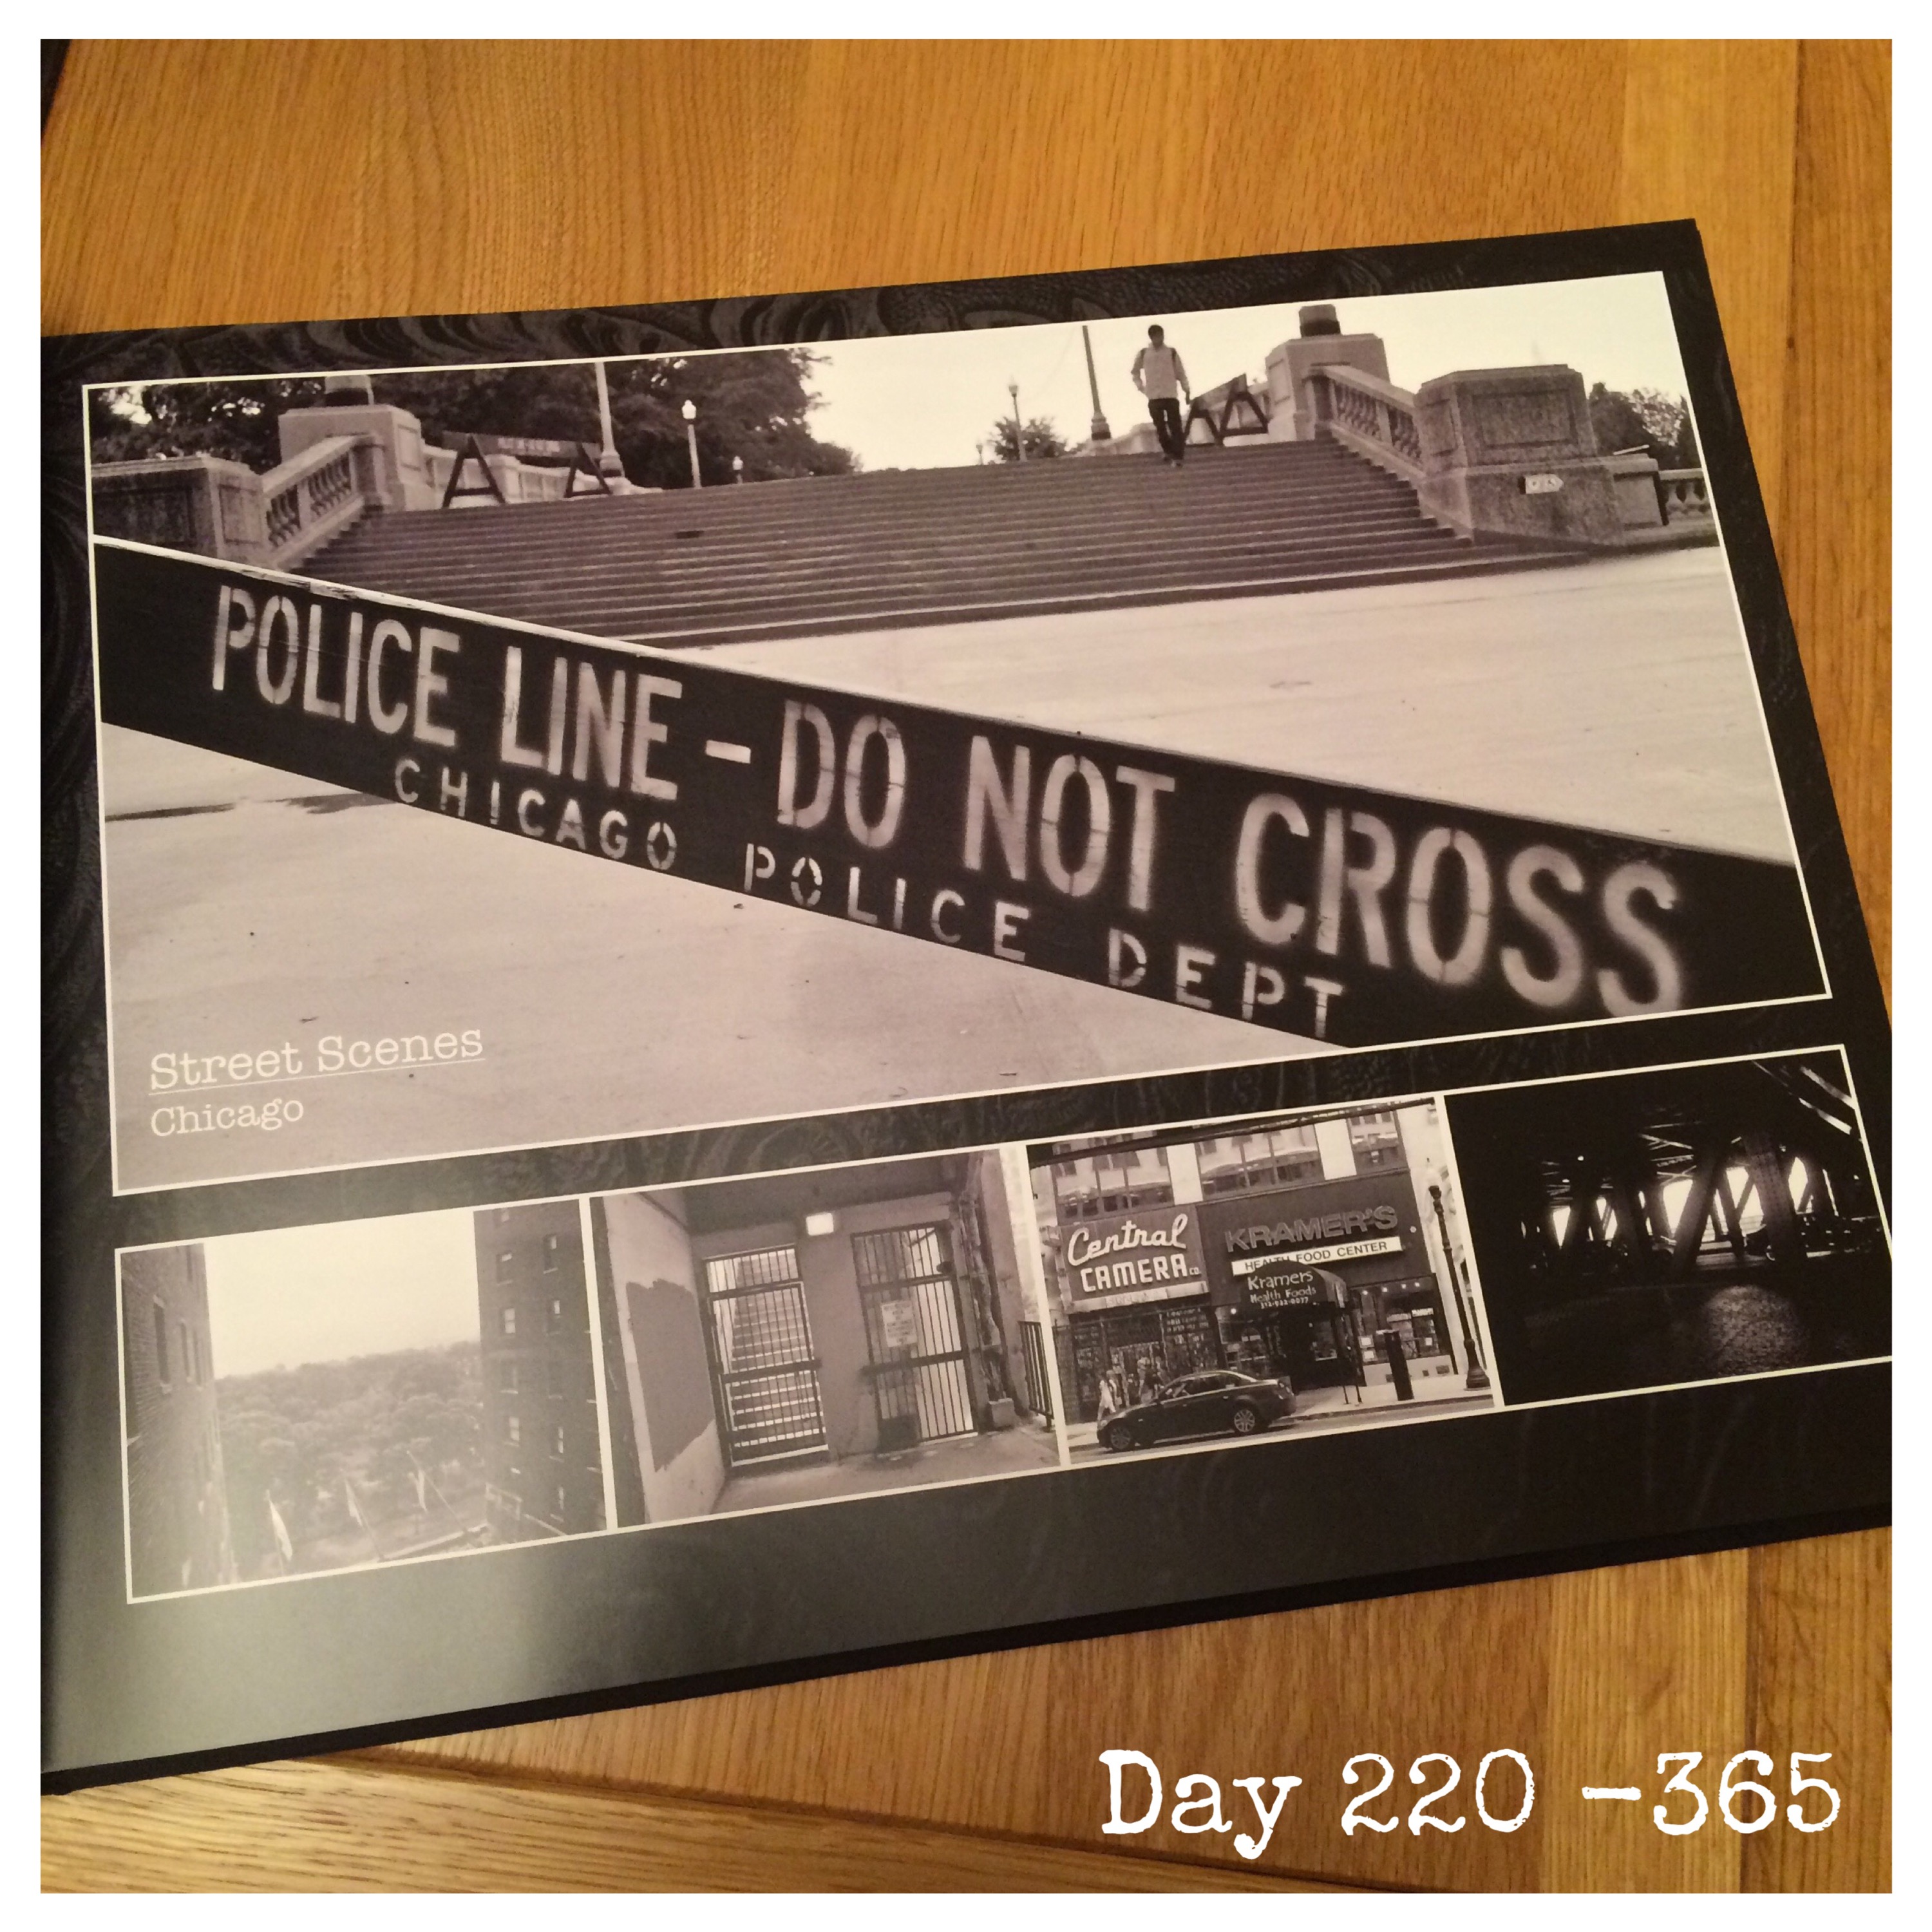 POLICE LINE - DO NOT CROSS
CHICAGO POLICE DEPT
Street Scenes
Chicago
Central
CAMERA CO.
KRAMER'S
HEALTH FOOD CENTER
Kramers
Health Foods
Day 220 -365